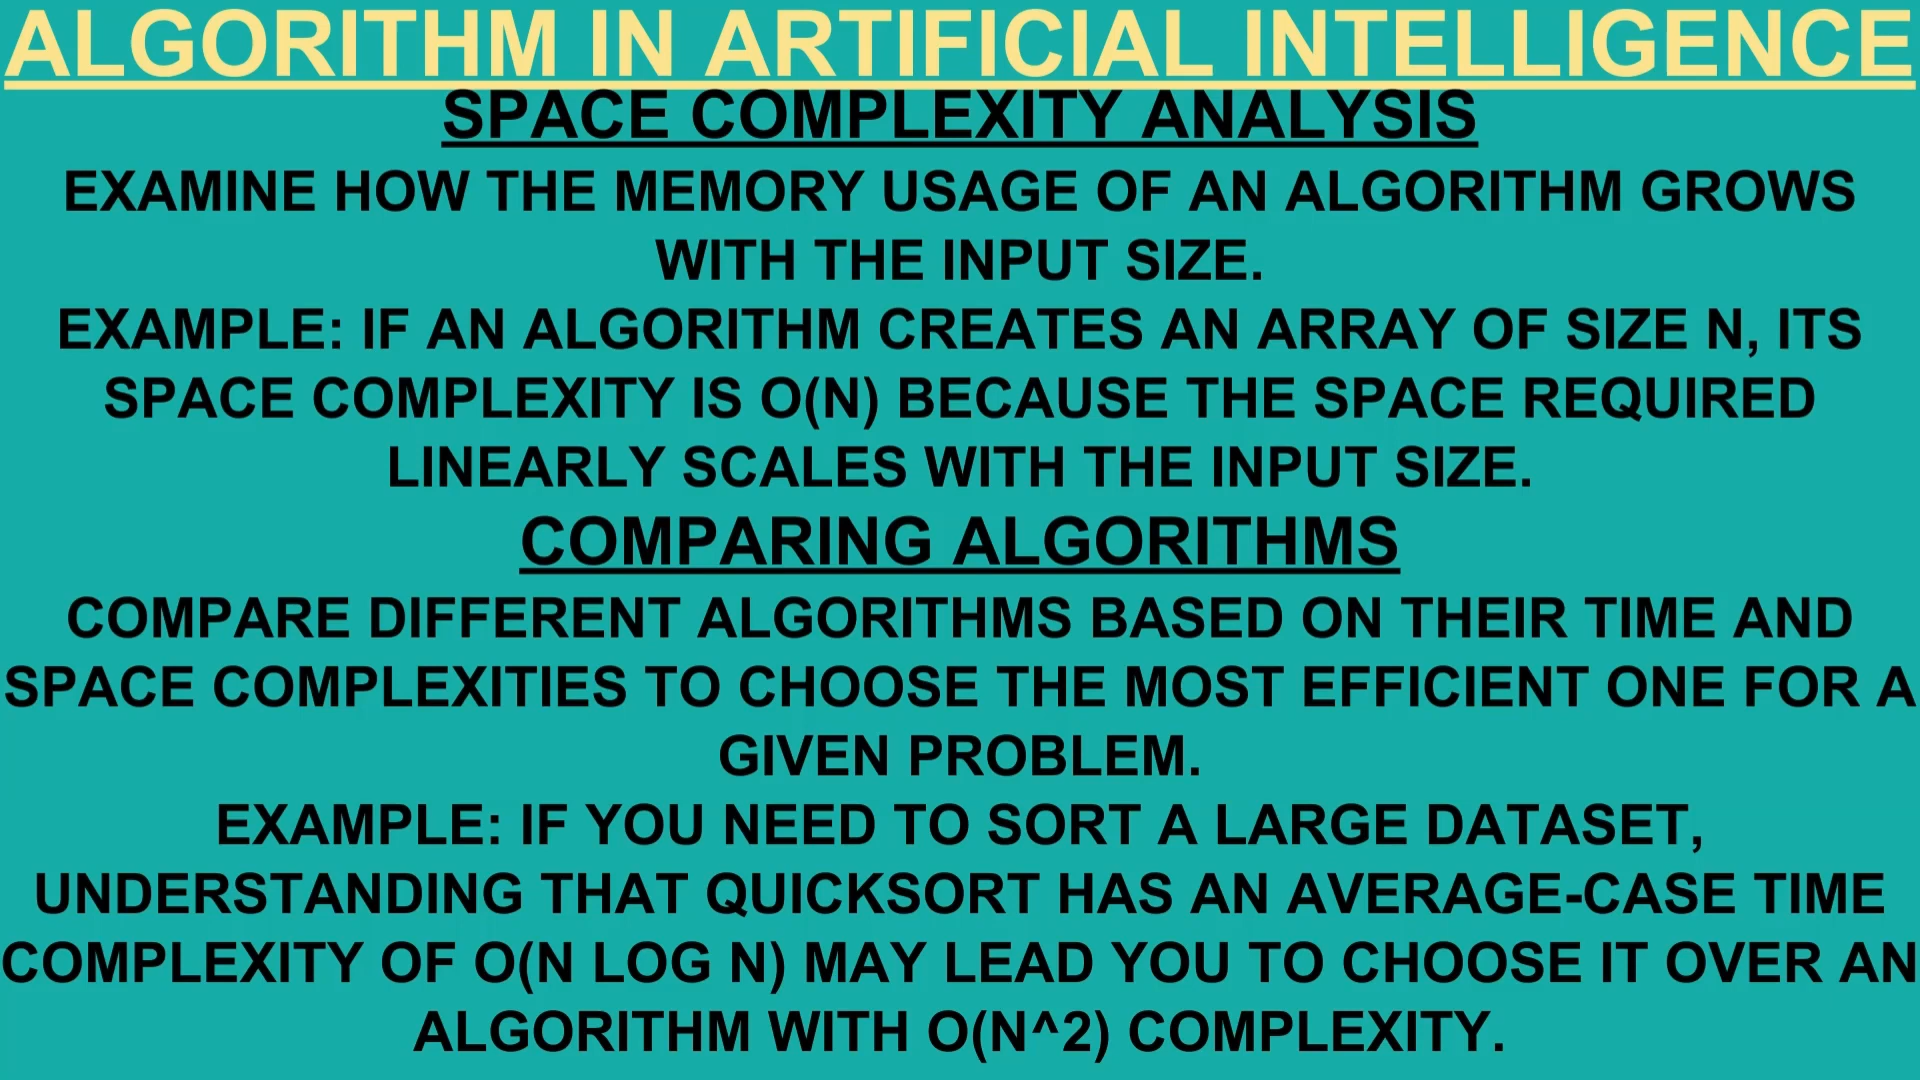 ALGORITHM IN ARTIFICIAL INTELLIGENCE
SPACE COMPLEXITY ANALYSIS
EXAMINE HOW THE MEMORY USAGE OF AN ALGORITHM GROWS
WITH THE INPUT SIZE.
EXAMPLE: IF AN ALGORITHM CREATES AN ARRAY OF SIZE N, ITS
SPACE COMPLEXITY IS O(N) BECAUSE THE SPACE REQUIRED
LINEARLY SCALES WITH THE INPUT SIZE.
COMPARING ALGORITHMS
COMPARE DIFFERENT ALGORITHMS BASED ON THEIR TIME AND
SPACE COMPLEXITIES TO CHOOSE THE MOST EFFICIENT ONE FOR A
GIVEN PROBLEM.
EXAMPLE: IF YOU NEED TO SORT A LARGE DATASET,
UNDERSTANDING THAT QUICKSORT HAS AN AVERAGE-CASE TIME
COMPLEXITY OF O(N LOG N) MAY LEAD YOU TO CHOOSE IT OVER AN
ALGORITHM WITH O(N^2) COMPLEXITY.